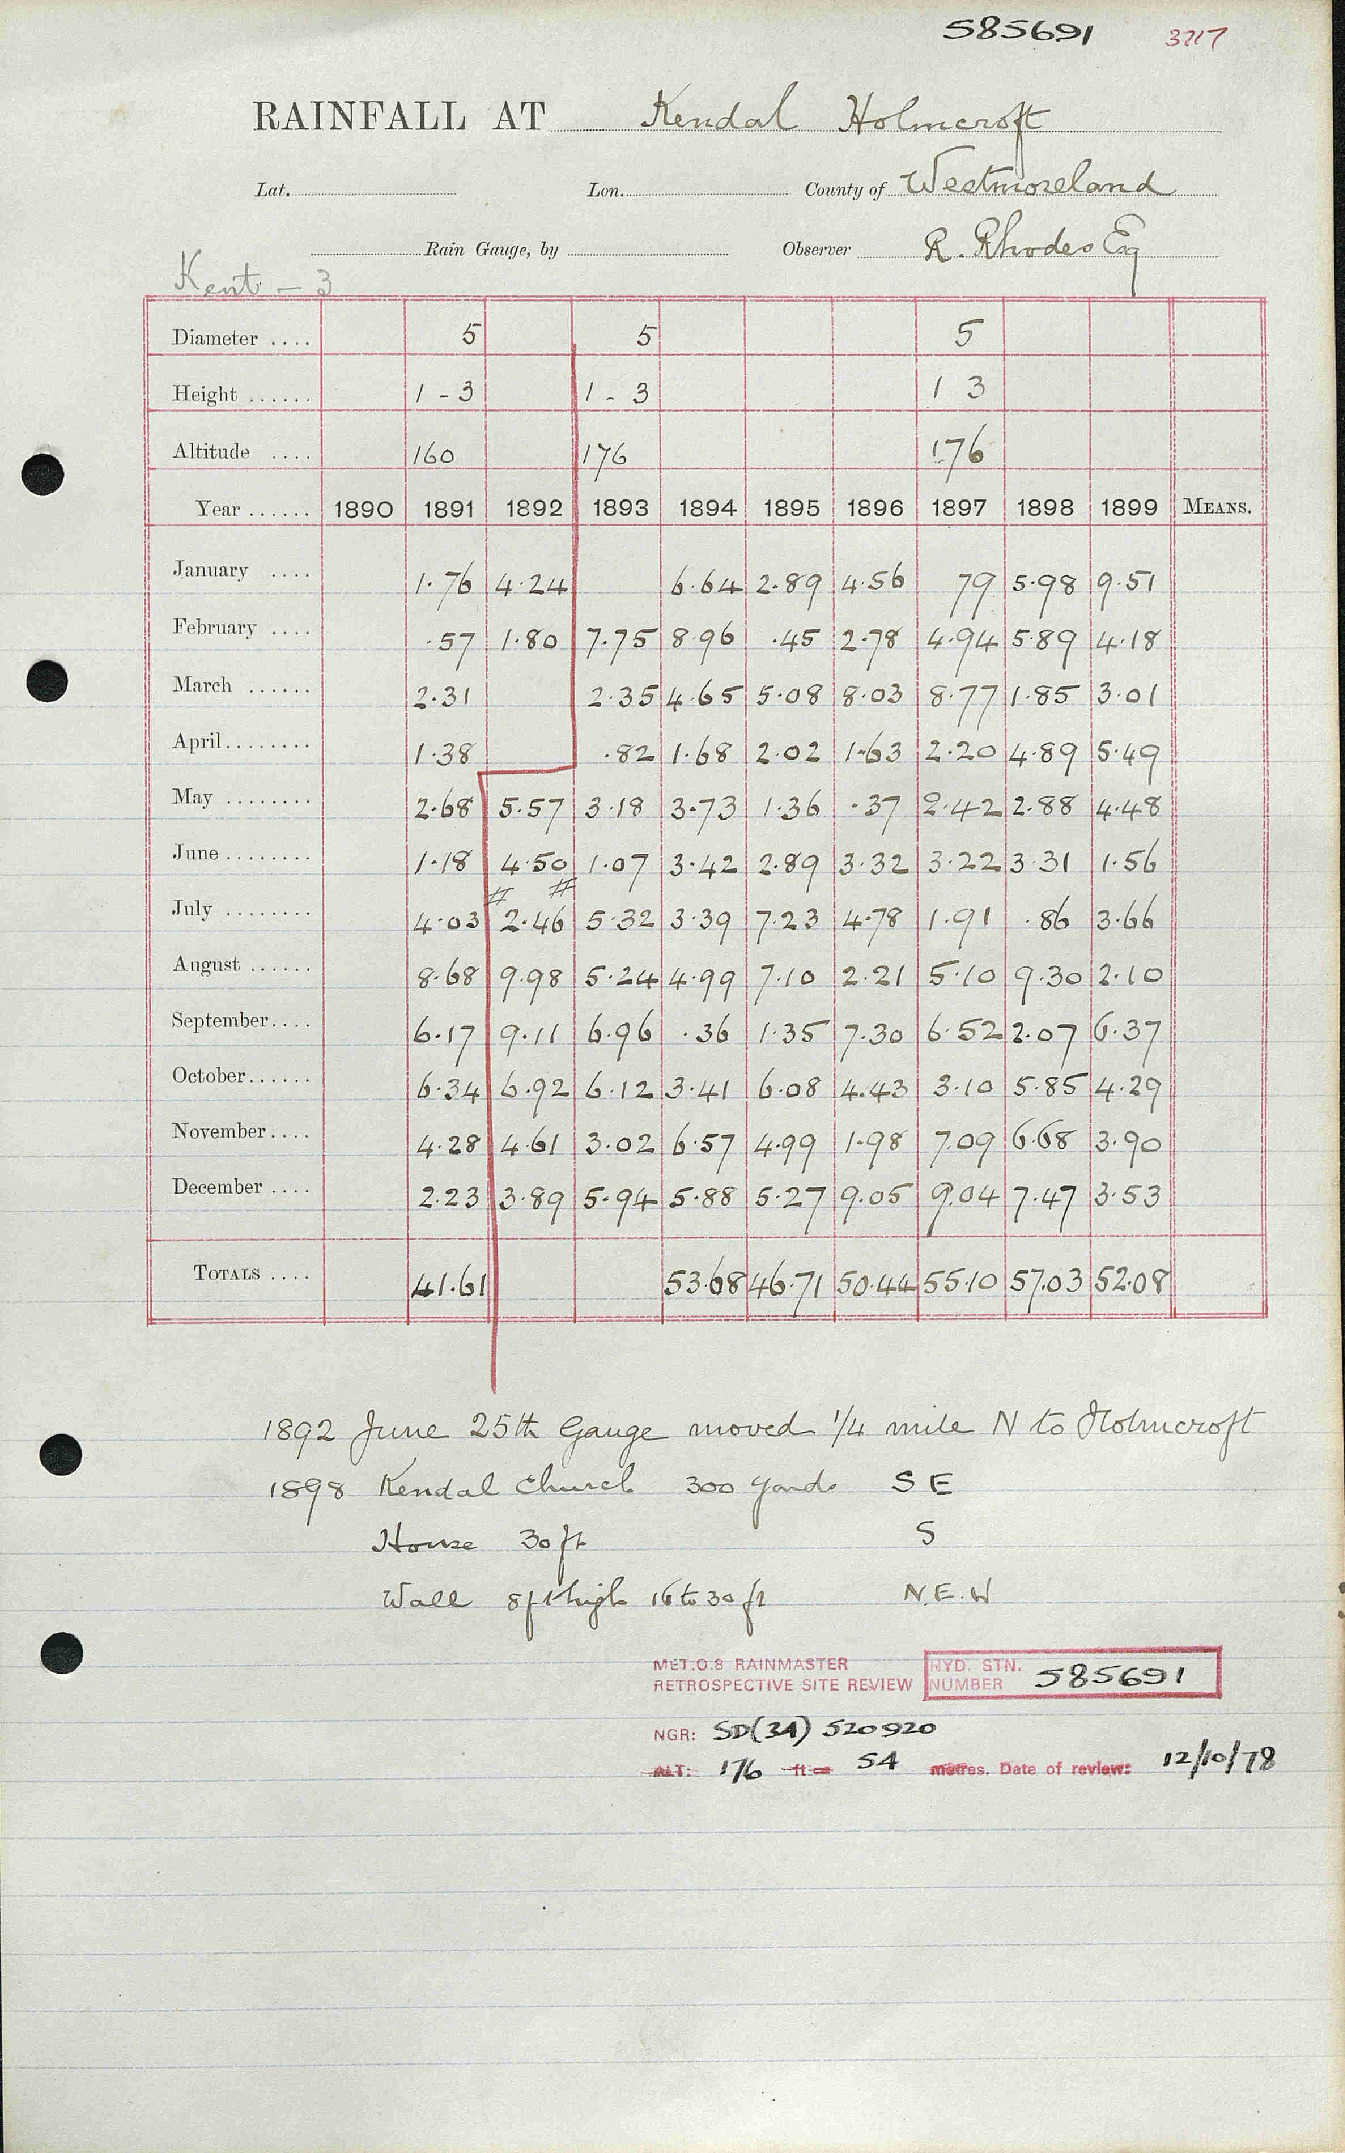 585691 3217
RAINFALL AT Kendal Holmcroft
Lat. Lon. County of Westmoreland
Rain Gauge, by Observer R. Rhodes Esq
Kent - 3
Diameter .... 5 5 5
Height ...... 1 - 3 1 - 3 1 3
Altitude .... 160 176 176
Year ...... 1890 1891 1892 1893 1894 1895 1896 1897 1898 1899 MEANS.
January .... 1.76 4.24 6.64 2.89 4.56 79 5.98 9.51
February .... .57 1.80 7.75 8.96 .45 2.78 4.94 5.89 4.18
March ...... 2.31 2.35 4.65 5.08 8.03 8.77 1.85 3.01
April........ 1.38 .82 1.68 2.02 1.63 2.20 4.89 5.49
May ........ 2.68 5.57 3.18 3.73 1.36 .37 2.42 2.88 4.48
June ........ 1.18 4.50 1.07 3.42 2.89 3.32 3.22 3.31 1.56
# #
July ........ 4.03 2.46 5.32 3.39 7.23 4.78 1.91 .86 3.66
August ...... 8.68 9.98 5.24 4.99 7.10 2.21 5.10 9.30 2.10
September.... 6.17 9.11 6.96 .36 1.35 7.30 6.52 2.07 6.37
October...... 6.34 6.92 6.12 3.41 6.08 4.43 3.10 5.85 4.29
November.... 4.28 4.61 3.02 6.57 4.99 1.98 7.09 6.68 3.90
December .... 2.23 3.89 5.94 5.88 5.27 9.05 9.04 7.47 3.53
TOTALS .... 41.61 53.68 46.71 50.44 55.10 57.03 52.08
1892 June 25th Gauge moved 1/4 mile N to Holmcroft
1898 Kendal Church 300 yards S E
House 30 ft S
Wall 8ft high 16 to 30 ft N.E.W
MET.O.8 RAINMASTER
RETROSPECTIVE SITE REVIEW
HYD. STN. NUMBER 585691
NGR: SD(34) 520920
ALT: 176 ft = 54 metres. Date of review: 12/10/78